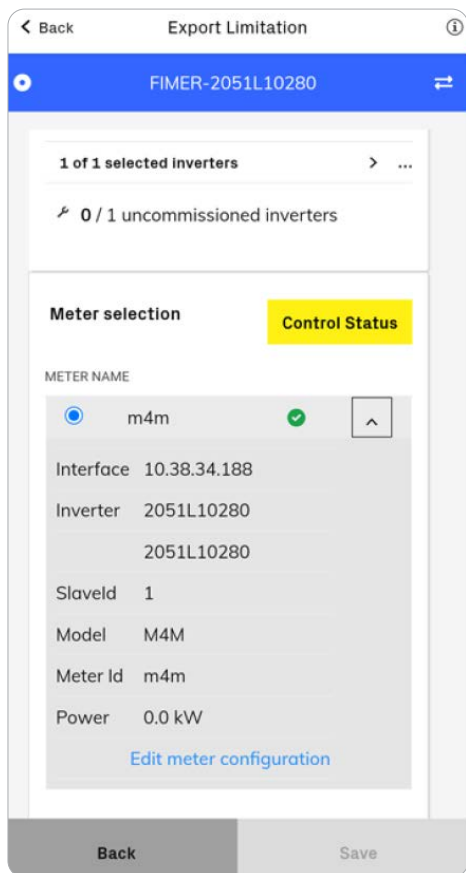 Back Export Limitation
FIMER-2051L10280
1 of 1 selected inverters > ...
0 / 1 uncommissioned inverters
Meter selection
Control Status
METER NAME
m4m
Interface 10.38.34.188
Inverter 2051L10280
2051L10280
SlaveId 1
Model M4M
Meter Id m4m
Power 0.0 kW
Edit meter configuration
Back Save